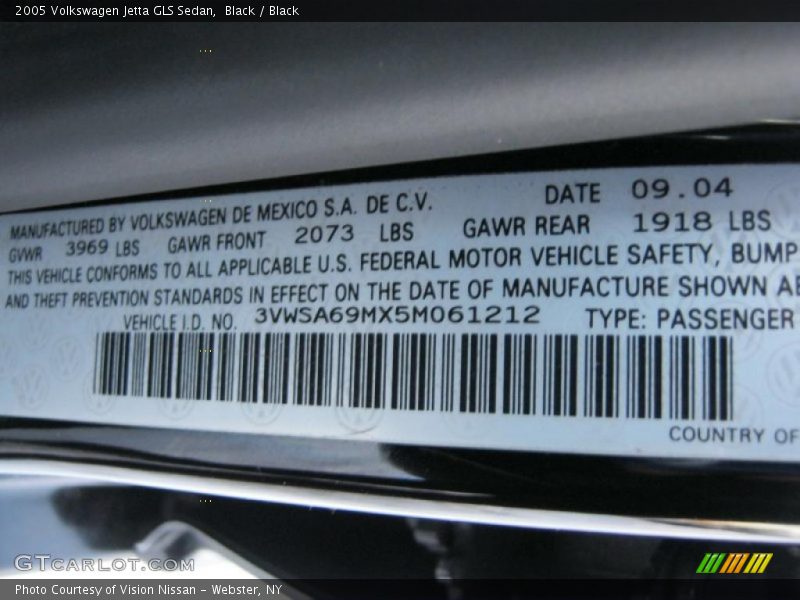 2005 Volkswagen Jetta GLS Sedan,  Black / Black
MANUFACTURED BY VOLKSWAGEN DE MEXICO S.A. DE C.V. DATE 09.04
GVWR 3969 LBS GAWR FRONT 2073 LBS GAWR REAR 1918 LBS
THIS VEHICLE CONFORMS TO ALL APPLICABLE U.S. FEDERAL MOTOR VEHICLE SAFETY, BUMP
AND THEFT PREVENTION STANDARDS IN EFFECT ON THE DATE OF MANUFACTURE SHOWN AB
VEHICLE I.D. NO. 3VWSA69MX5M061212 TYPE: PASSENGER
COUNTRY OF
GTCARLOT.COM
Photo Courtesy of Vision Nissan - Webster, NY